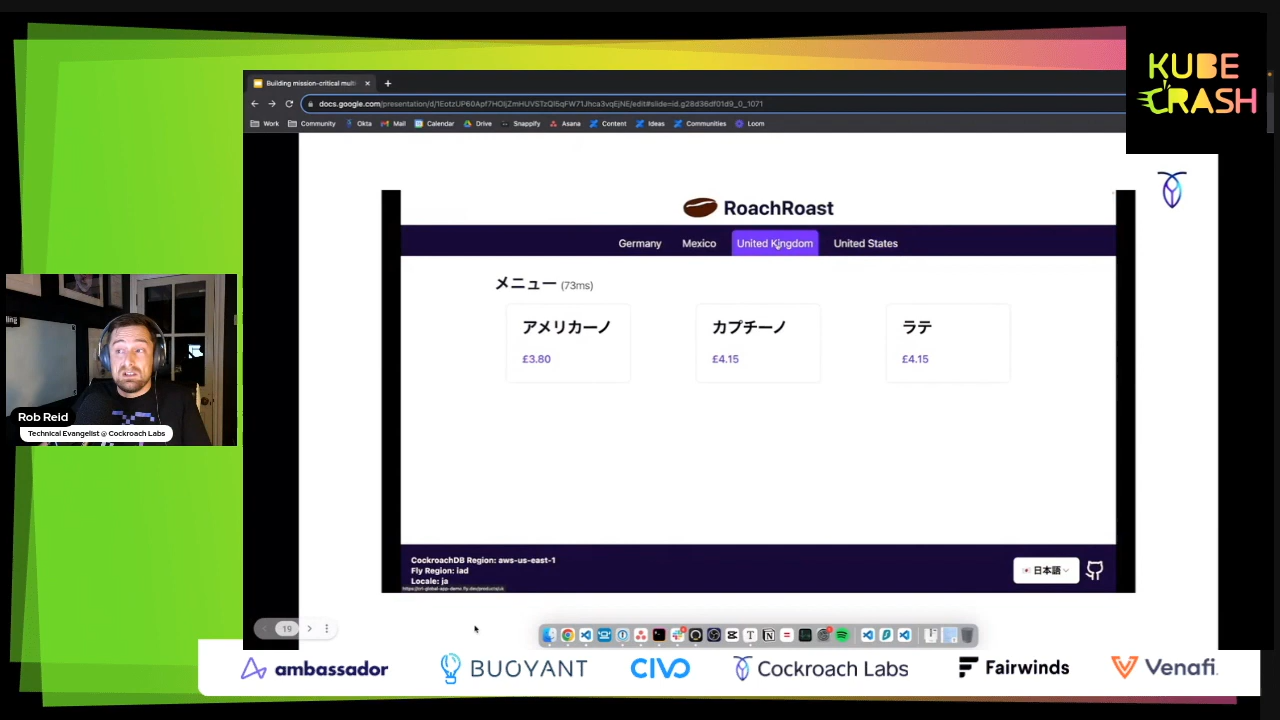 KUBE
CRASH
Building mission-critical multi
docs.google.com/presentation/d/1EotzUP60Apf7HOljZmHUVSTzQl5qFW71Jhca3vqEjNE/edit#slide=id.g28d36df01d9_0_1071
Work Community Okta Mail Calendar Drive Snappify Asana Content Ideas Communities Loom
RoachRoast
Germany Mexico United Kingdom United States
メニュー (73ms)
アメリカーノ カプチーノ ラテ
£3.80 £4.15 £4.15
Rob Reid
Technical Evangelist @ Cockroach Labs
CockroachDB Region: aws-us-east-1
Fly Region: iad
Locale: ja
日本語
19
ambassador BUOYANT CIVO Cockroach Labs Fairwinds Venafi